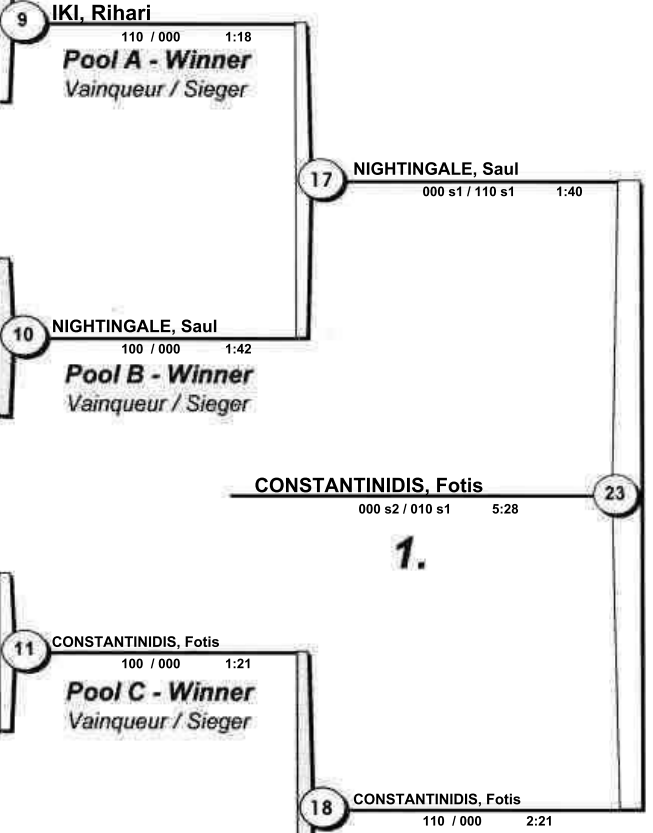 9 IKI, Rihari
110 / 000 1:18
Pool A - Winner
Vainqueur / Sieger
17 NIGHTINGALE, Saul
000 s1 / 110 s1 1:40
10 NIGHTINGALE, Saul
100 / 000 1:42
Pool B - Winner
Vainqueur / Sieger
CONSTANTINIDIS, Fotis 23
000 s2 / 010 s1 5:28
1.
11 CONSTANTINIDIS, Fotis
100 / 000 1:21
Pool C - Winner
Vainqueur / Sieger
18 CONSTANTINIDIS, Fotis
110 / 000 2:21